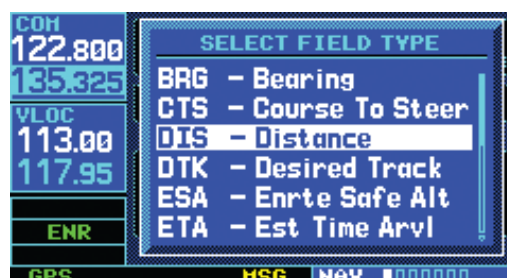 COM
122.800
135.325
VLOC
113.00
117.95
ENR
SELECT FIELD TYPE
BRG – Bearing
CTS – Course To Steer
DIS – Distance
DTK – Desired Track
ESA – Enrte Safe Alt
ETA – Est Time Arvl
GPS MSG NAV